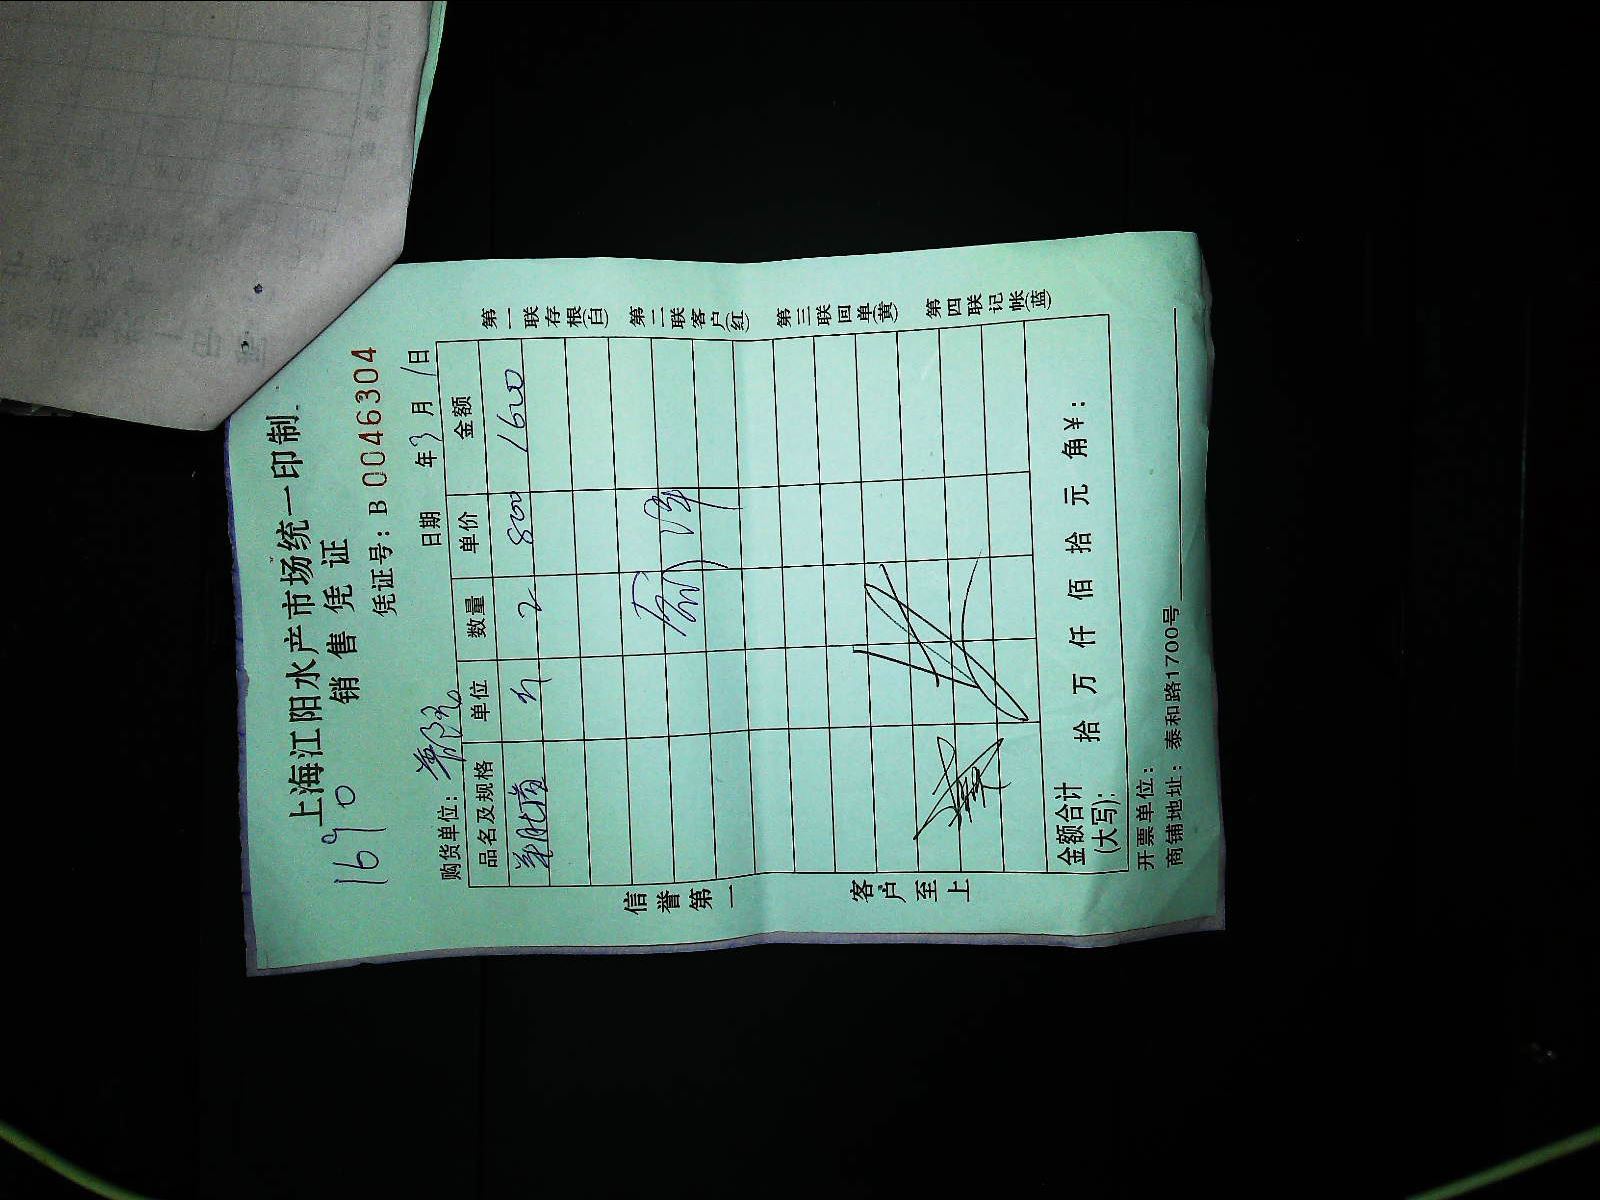 上海江阳水产市场统一印制
销售凭证
凭证号：B 0046304
购货单位： 日期 年3月1日
品名及规格 单位 数量 单价 金额
2 800 1600
金额合计(大写)： 拾 万 仟 佰 拾 元 角 ¥：
开票单位：
商铺地址：泰和路1700号
信誉第一
客户至上
第一联存根(白)
第二联客户(红)
第三联回单(黄)
第四联记帐(蓝)